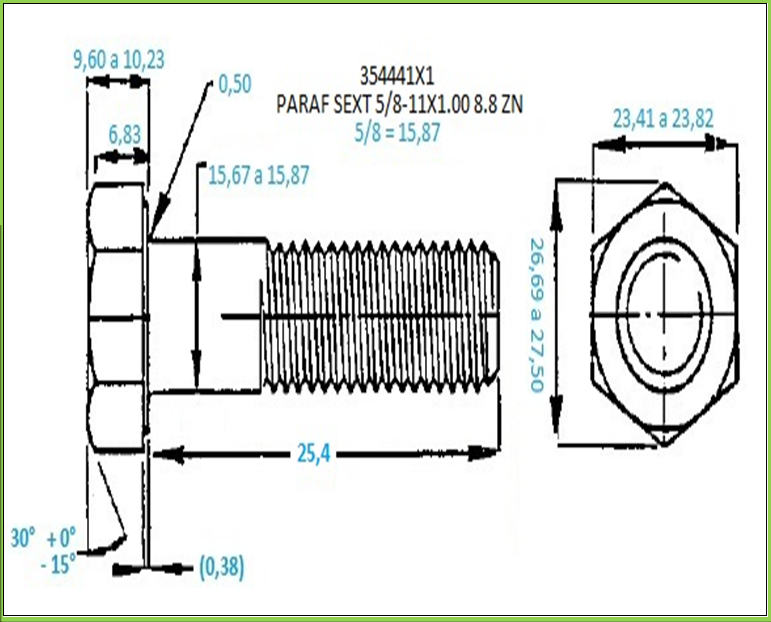 9,60 a 10,23
0,50
354441X1
PARAF SEXT 5/8-11X1.00 8.8 ZN
5/8 = 15,87
23,41 a 23,82
6,83
15,67 a 15,87
26,69 a 27,50
25,4
30° + 0°
- 15°
(0,38)